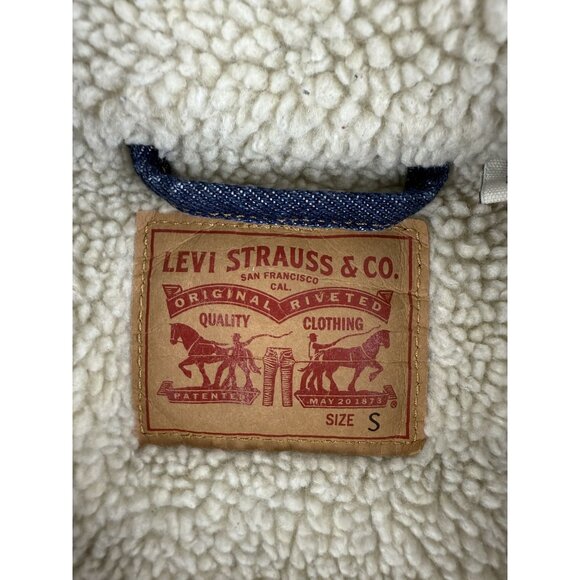 LEVI STRAUSS & CO.
SAN FRANCISCO
CAL.
ORIGINAL RIVETED
QUALITY CLOTHING
PATENTED MAY 20 1873 ®
SIZE S